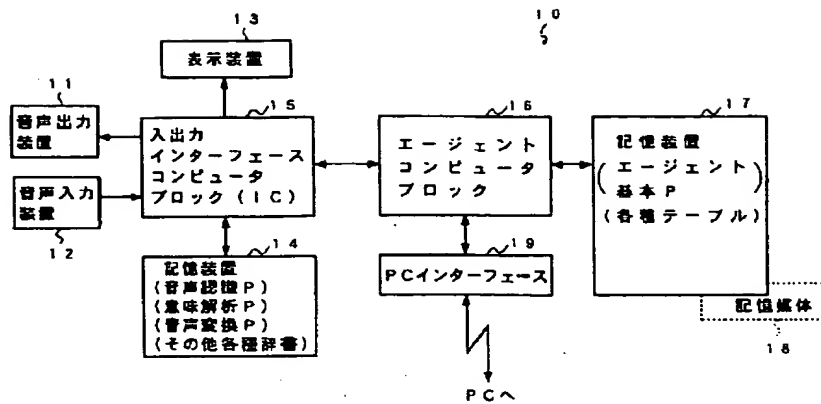 10
13
表示装置
11
音声出力
装置
15
入出力
インターフェース
コンピュータ
ブロック(IC)
音声入力
装置
12
16
エージェント
コンピュータ
ブロック
17
記憶装置
(エージェント
基本P)
(各種テーブル)
14
記憶装置
(音声認識P)
(意味解析P)
(音声変換P)
(その他各種辞書)
19
PCインターフェース
記憶媒体
18
PCへ